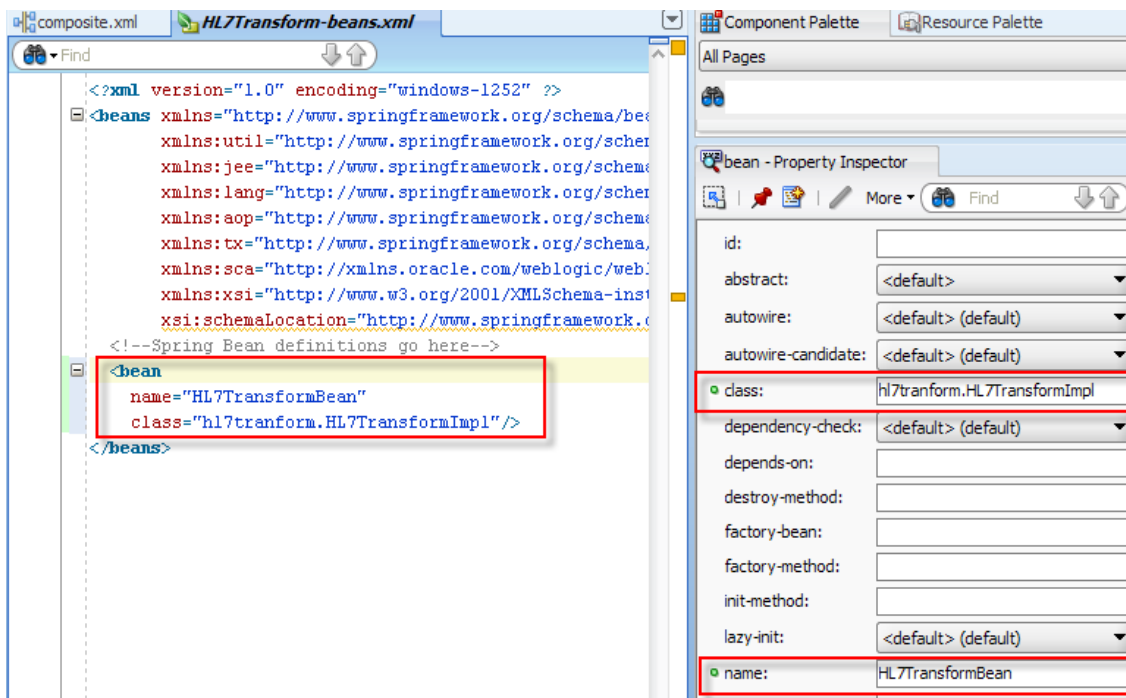 composite.xml
HL7Transform-beans.xml
Find
<?xml version="1.0" encoding="windows-1252" ?>
<beans xmlns="http://www.springframework.org/schema/bea
xmlns:util="http://www.springframework.org/schem
xmlns:jee="http://www.springframework.org/schema
xmlns:lang="http://www.springframework.org/schem
xmlns:aop="http://www.springframework.org/schema
xmlns:tx="http://www.springframework.org/schema/
xmlns:sca="http://xmlns.oracle.com/weblogic/webl
xmlns:xsi="http://www.w3.org/2001/XMLSchema-inst
xsi:schemaLocation="http://www.springframework.o
<!--Spring Bean definitions go here-->
<bean
name="HL7TransformBean"
class="hl7tranform.HL7TransformImpl"/>
</beans>
Component Palette
Resource Palette
All Pages
bean - Property Inspector
More
Find
id:
abstract: <default>
autowire: <default> (default)
autowire-candidate: <default> (default)
class: hl7tranform.HL7TransformImpl
dependency-check: <default> (default)
depends-on:
destroy-method:
factory-bean:
factory-method:
init-method:
lazy-init: <default> (default)
name: HL7TransformBean